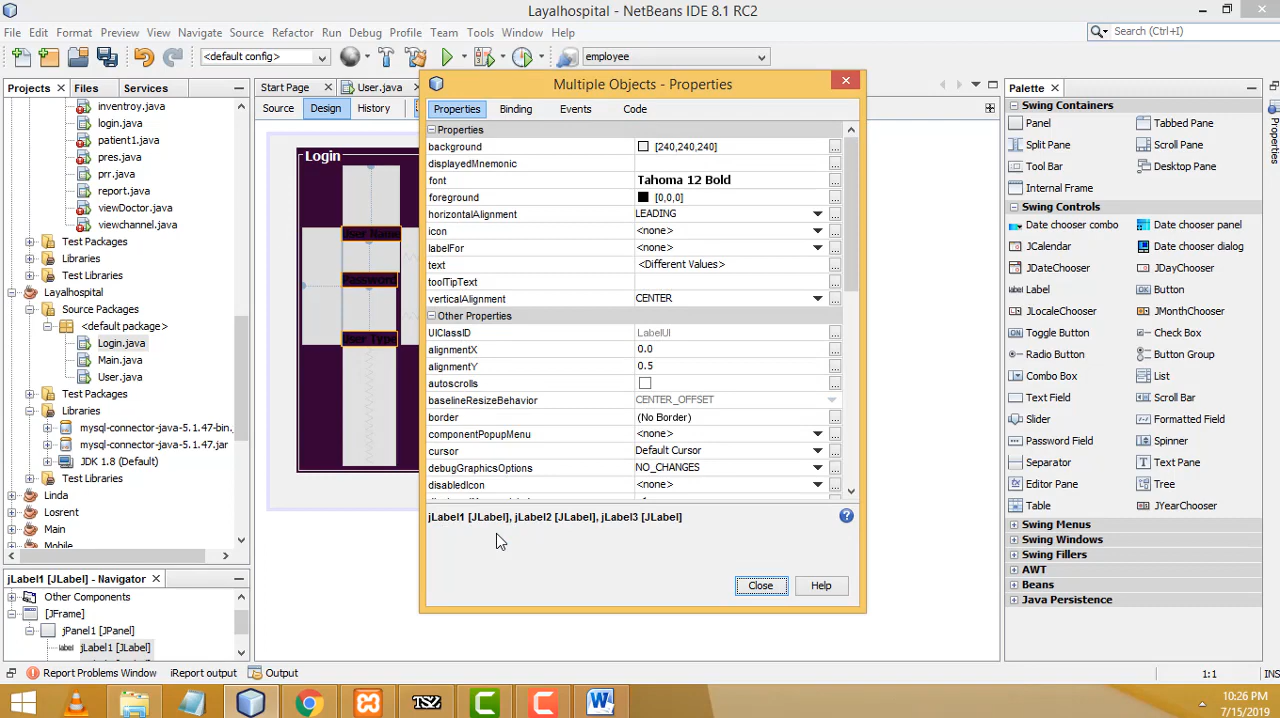 Layalhospital - NetBeans IDE 8.1 RC2
File Edit Format Preview View Navigate Source Refactor Run Debug Profile Team Tools Window Help
Search (Ctrl+I)
<default config>
employee
Projects Files Services
inventroy.java
login.java
patient1.java
pres.java
prr.java
report.java
viewDoctor.java
viewchannel.java
Test Packages
Libraries
Test Libraries
Layalhospital
Source Packages
<default package>
Login.java
Main.java
User.java
Test Packages
Libraries
mysql-connector-java-5.1.47-bin.
mysql-connector-java-5.1.47.jar
JDK 1.8 (Default)
Test Libraries
Linda
Losrent
Main
Mobile
jLabel1 [JLabel] - Navigator
Other Components
[JFrame]
jPanel1 [JPanel]
label jLabel1 [JLabel]
Start Page User.java
Source Design History
Login
User Name
Password
User Type
Multiple Objects - Properties
Properties Binding Events Code
Properties
background [240,240,240] ...
displayedMnemonic ...
font Tahoma 12 Bold ...
foreground [0,0,0] ...
horizontalAlignment LEADING ...
icon <none> ...
labelFor <none> ...
text <Different Values> ...
toolTipText ...
verticalAlignment CENTER ...
Other Properties
UIClassID LabelUI ...
alignmentX 0.0 ...
alignmentY 0.5 ...
autoscrolls ...
baselineResizeBehavior CENTER_OFFSET ...
border (No Border) ...
componentPopupMenu <none> ...
cursor Default Cursor ...
debugGraphicsOptions NO_CHANGES ...
disabledIcon <none> ...
jLabel1 [JLabel], jLabel2 [JLabel], jLabel3 [JLabel]
Close Help
Palette
Swing Containers
Panel Tabbed Pane
Split Pane Scroll Pane
Tool Bar Desktop Pane
Internal Frame
Swing Controls
Date chooser combo Date chooser panel
JCalendar Date chooser dialog
JDateChooser JDayChooser
Label Button
JLocaleChooser JMonthChooser
Toggle Button Check Box
Radio Button Button Group
Combo Box List
Text Field Scroll Bar
Slider Formatted Field
Password Field Spinner
Separator Text Pane
Editor Pane Tree
Table JYearChooser
Swing Menus
Swing Windows
Swing Fillers
AWT
Beans
Java Persistence
Properties
Report Problems Window iReport output Output
1:1 INS
TSZ
10:26 PM
7/15/2019